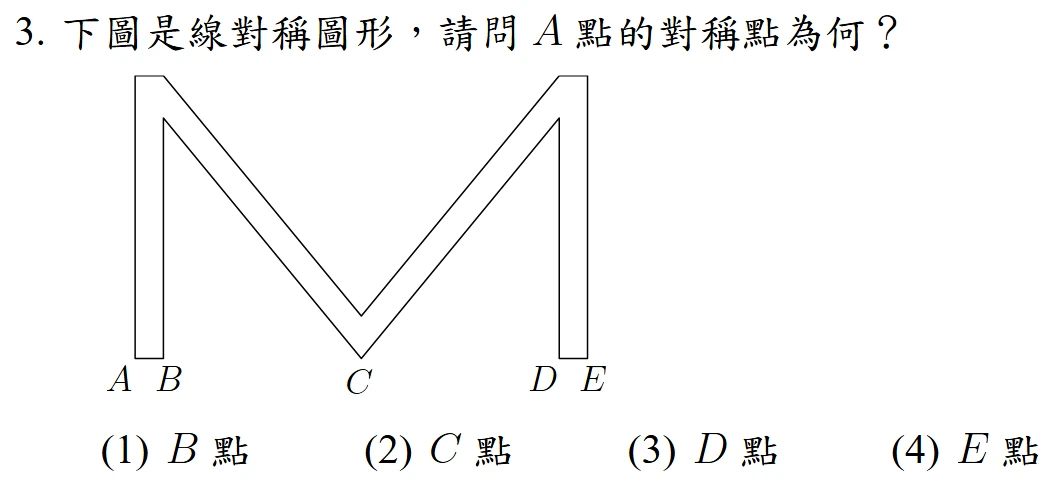 3. 下圖是線對稱圖形，請問 A 點的對稱點為何？
A B C D E
(1) B 點 (2) C 點 (3) D 點 (4) E 點